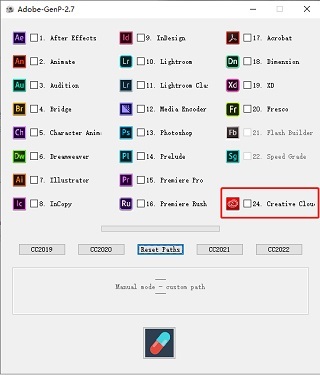 Adobe-GenP-2.7
Ae 1. After Effects
An 2. Animate
Au 3. Audition
Br 4. Bridge
Ch 5. Character Anim
Dw 6. Dreamweaver
Ai 7. Illustrator
Ic 8. InCopy
Id 9. InDesign
Lr 10. Lightroom
Lr 11. Lightroom Clas
12. Media Encoder
Ps 13. Photoshop
Pl 14. Prelude
Pr 15. Premiere Pro
Ru 16. Premiere Rush
17. Acrobat
Dn 18. Dimension
Xd 19. XD
Fr 20. Fresco
Fb 21. Flash Builder
Sg 22. Speed Grade
24. Creative Clou
CC2019 CC2020 Reset Paths CC2021 CC2022
Manual mode - custom path